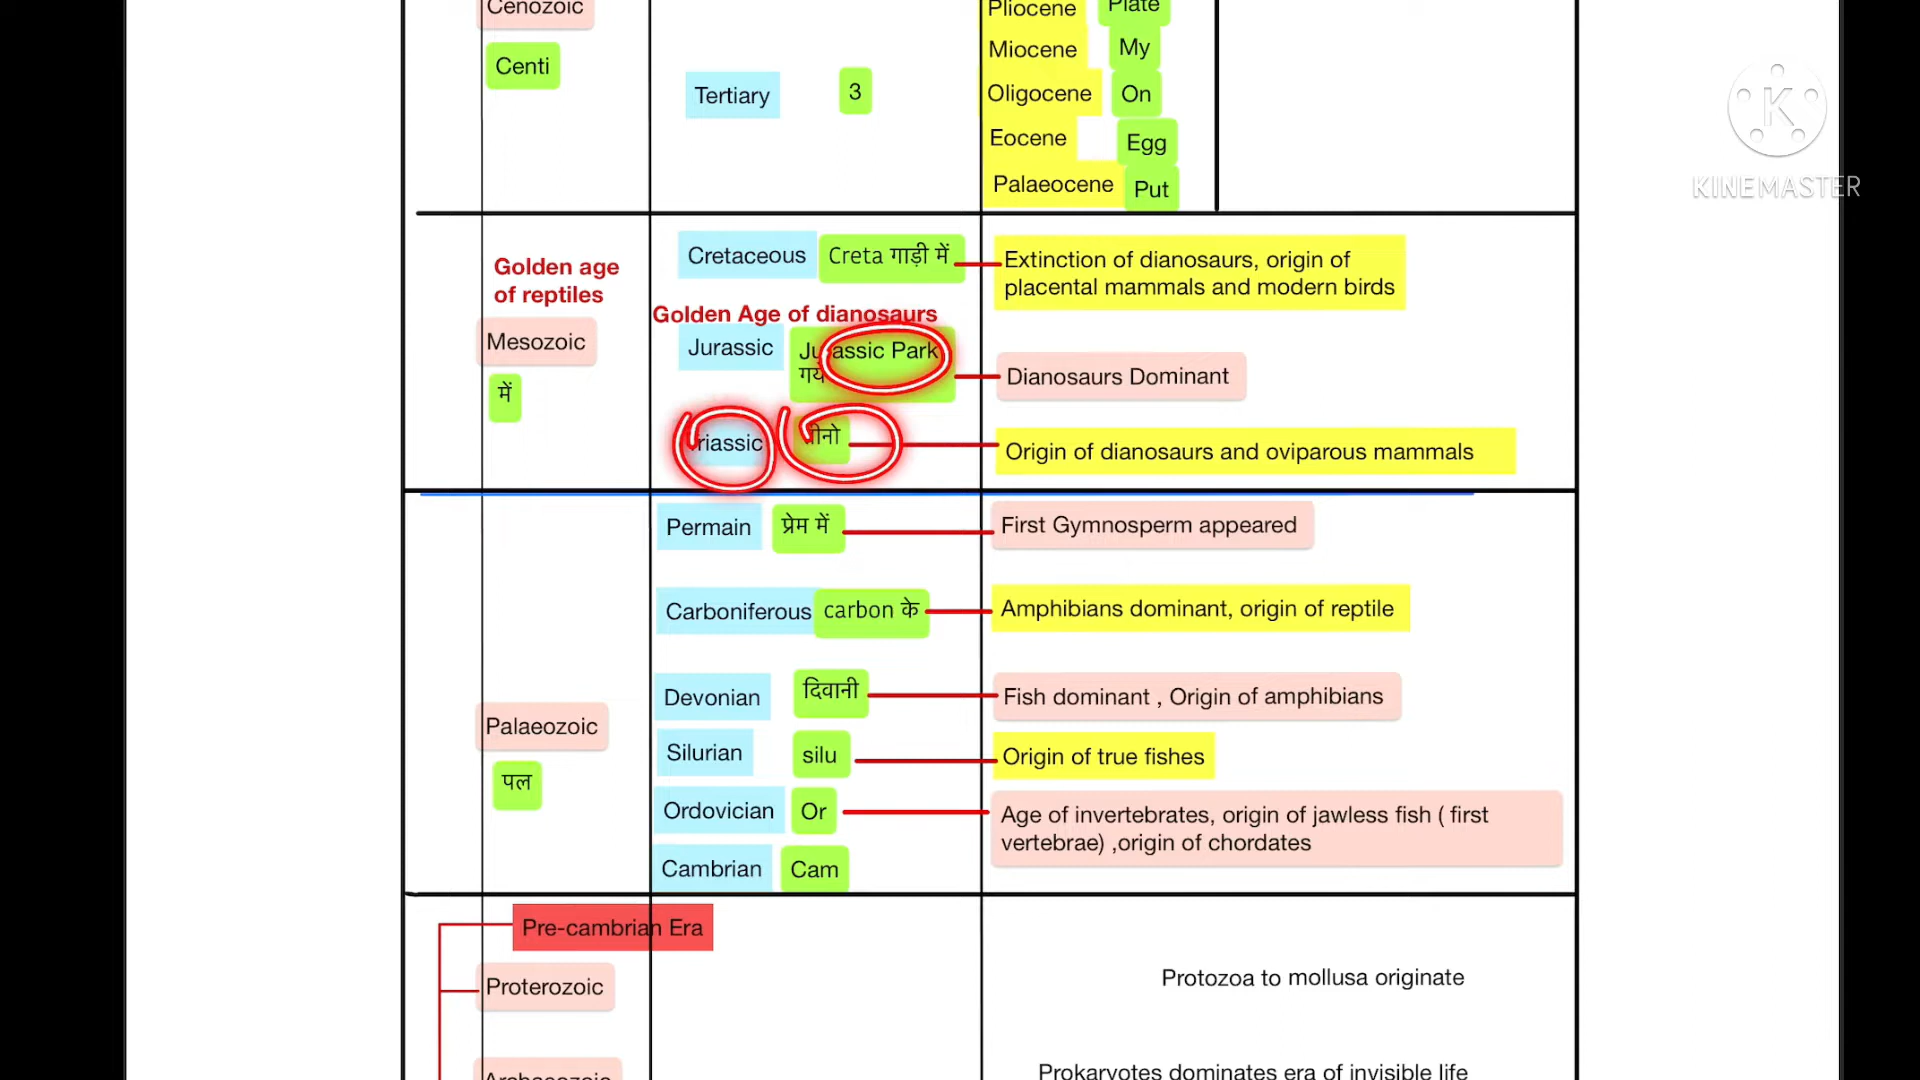 Cenozoic
Pliocene Plate
Centi
Miocene My
Tertiary 3
Oligocene On
Eocene Egg
Palaeocene Put
KINEMASTER
Golden age
of reptiles
Mesozoic
में
Cretaceous Creta गाड़ी में
Extinction of dianosaurs, origin of
placental mammals and modern birds
Golden Age of dianosaurs
Jurassic Jurassic Park
गये
Dianosaurs Dominant
riassic
Origin of dianosaurs and oviparous mammals
Permain प्रेम में First Gymnosperm appeared
Carboniferous carbon के Amphibians dominant, origin of reptile
Palaeozoic
पल
Devonian दिवानी Fish dominant , Origin of amphibians
Silurian silu Origin of true fishes
Ordovician Or Age of invertebrates, origin of jawless fish ( first
vertebrae) ,origin of chordates
Cambrian Cam
Pre-cambrian Era
Proterozoic
Protozoa to mollusa originate
Archaeozoic
Prokaryotes dominates era of invisible life